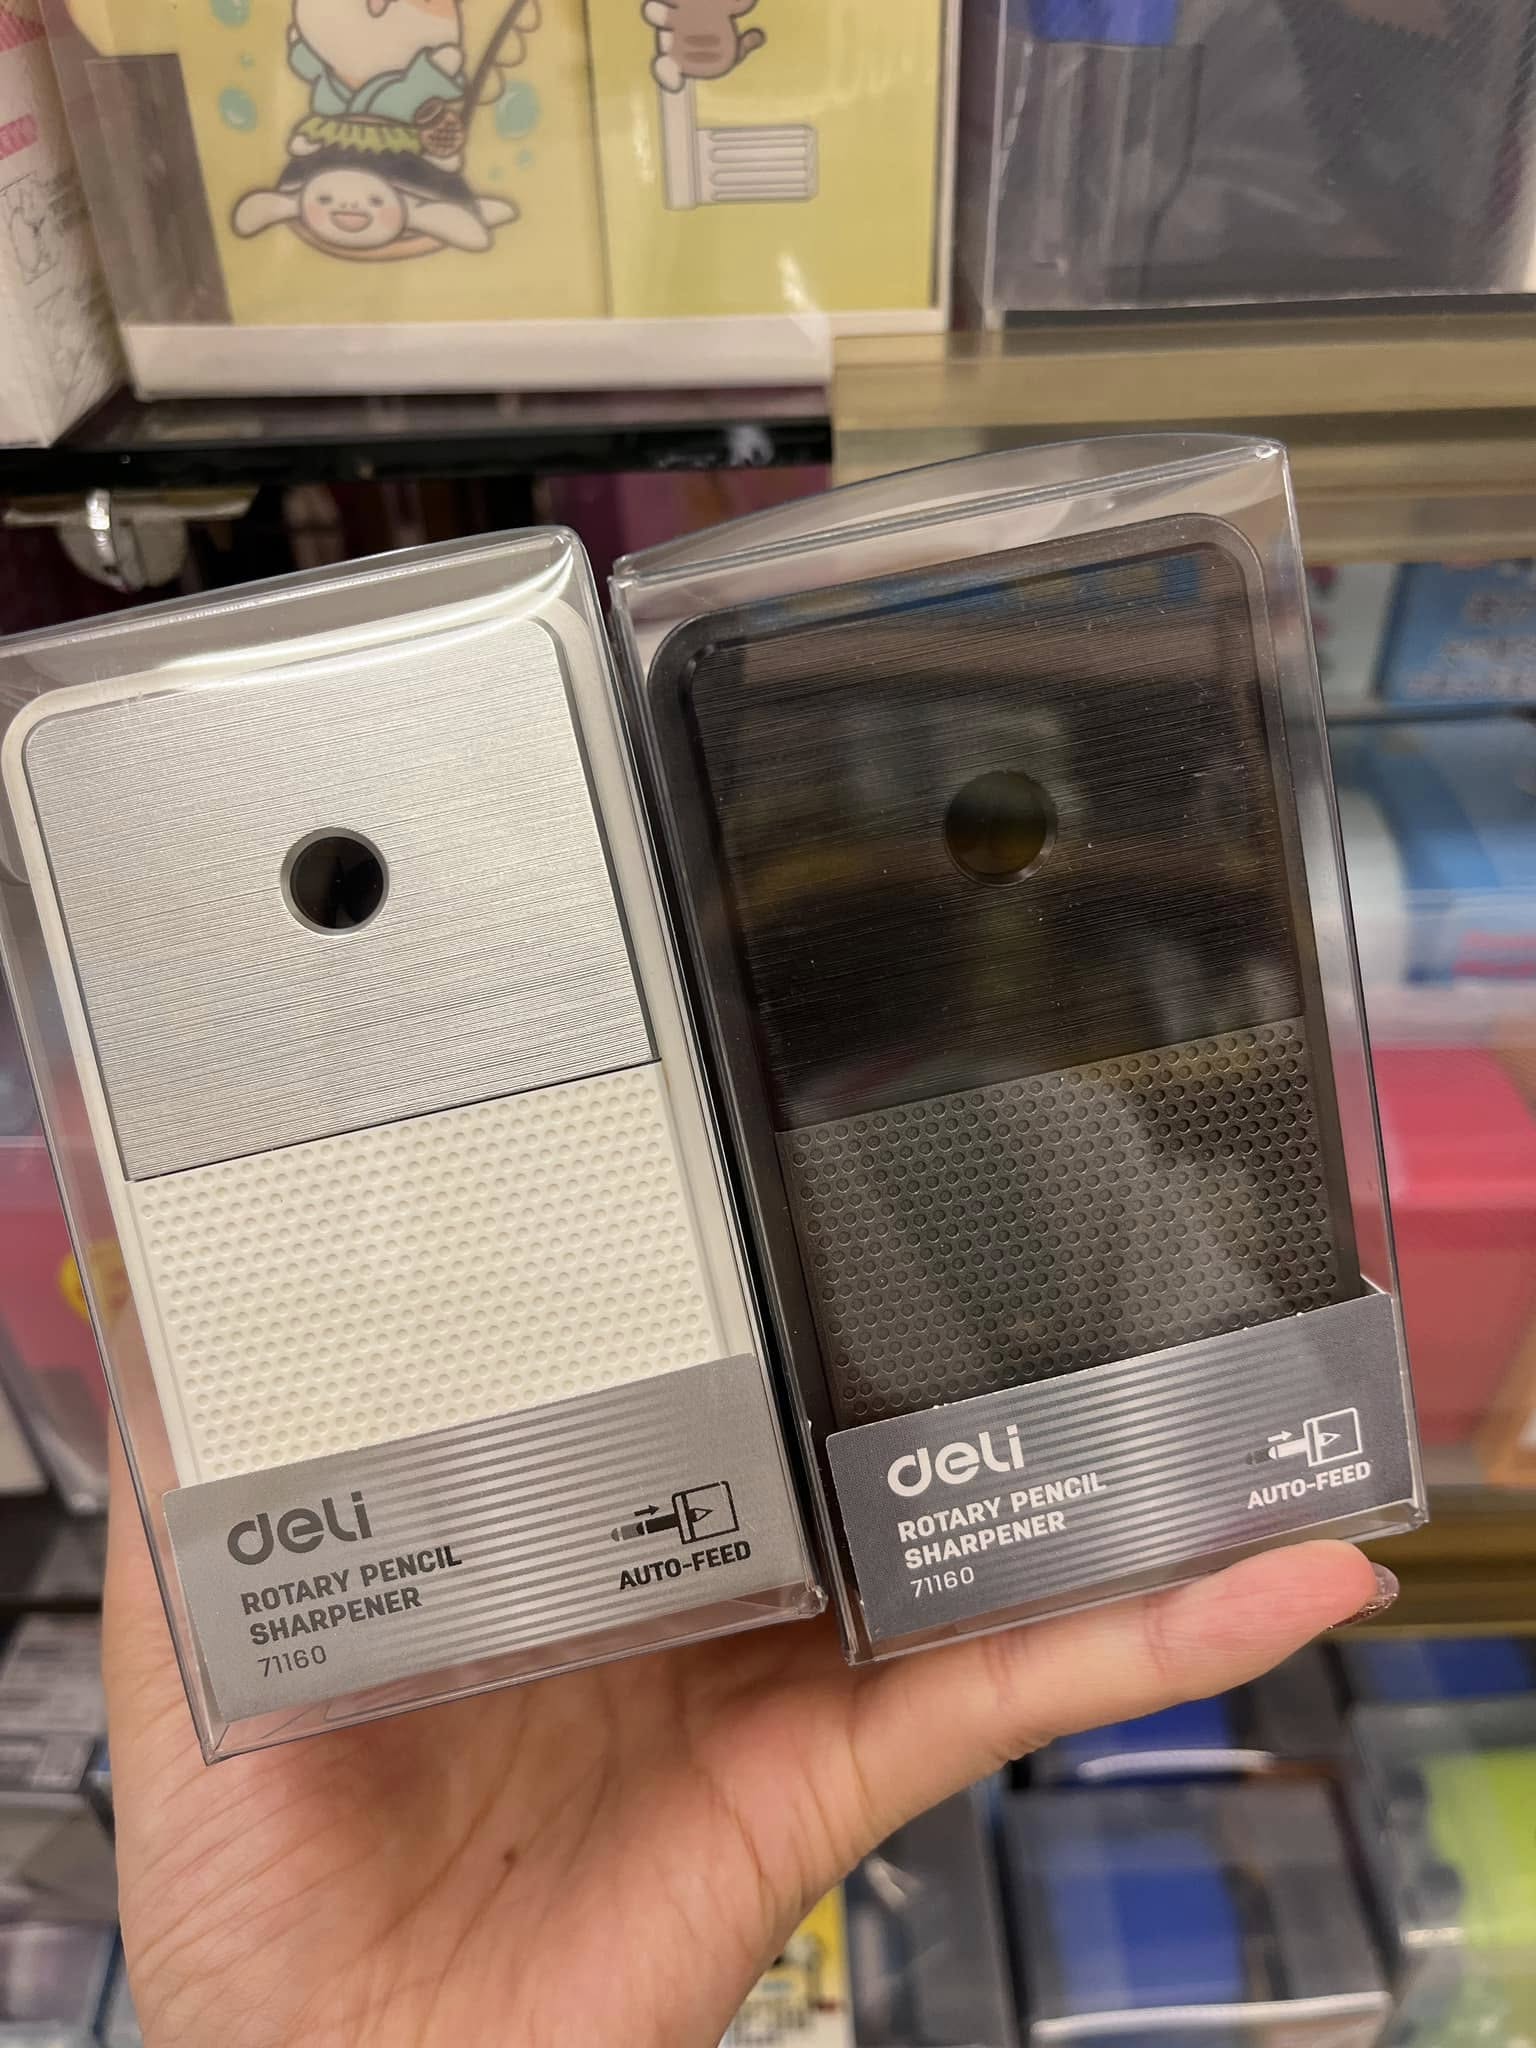 deli
ROTARY PENCIL
SHARPENER
71160
AUTO-FEED
deli
ROTARY PENCIL
SHARPENER
71160
AUTO-FEED